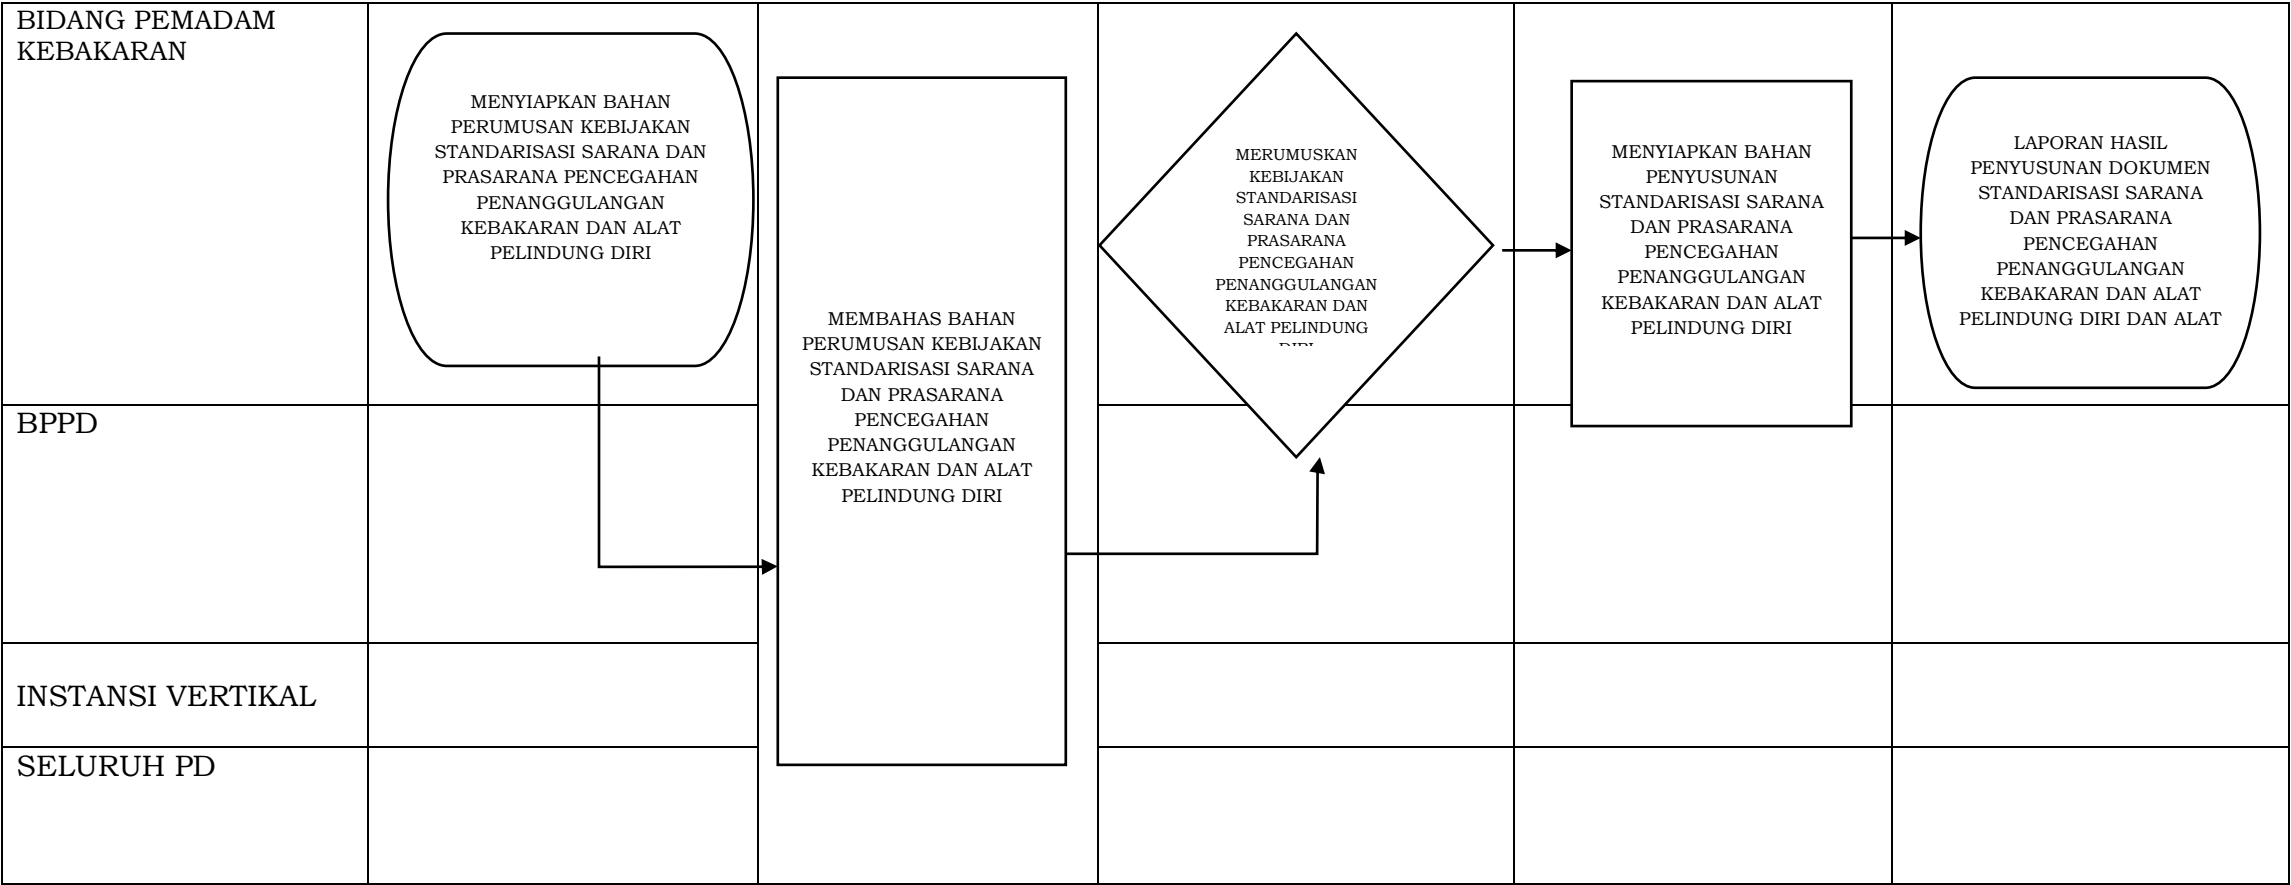 BIDANG PEMADAM
KEBAKARAN
MENYIAPKAN BAHAN
PERUMUSAN KEBIJAKAN
STANDARISASI SARANA DAN
PRASARANA PENCEGAHAN
PENANGGULANGAN
KEBAKARAN DAN ALAT
PELINDUNG DIRI
MEMBAHAS BAHAN
PERUMUSAN KEBIJAKAN
STANDARISASI SARANA
DAN PRASARANA
PENCEGAHAN
PENANGGULANGAN
KEBAKARAN DAN ALAT
PELINDUNG DIRI
MERUMUSKAN
KEBIJAKAN
STANDARISASI
SARANA DAN
PRASARANA
PENCEGAHAN
PENANGGULANGAN
KEBAKARAN DAN
ALAT PELINDUNG
MENYIAPKAN BAHAN
PENYUSUNAN
STANDARISASI SARANA
DAN PRASARANA
PENCEGAHAN
PENANGGULANGAN
KEBAKARAN DAN ALAT
PELINDUNG DIRI
LAPORAN HASIL
PENYUSUNAN DOKUMEN
STANDARISASI SARANA
DAN PRASARANA
PENCEGAHAN
PENANGGULANGAN
KEBAKARAN DAN ALAT
PELINDUNG DIRI DAN ALAT
BPPD
INSTANSI VERTIKAL
SELURUH PD